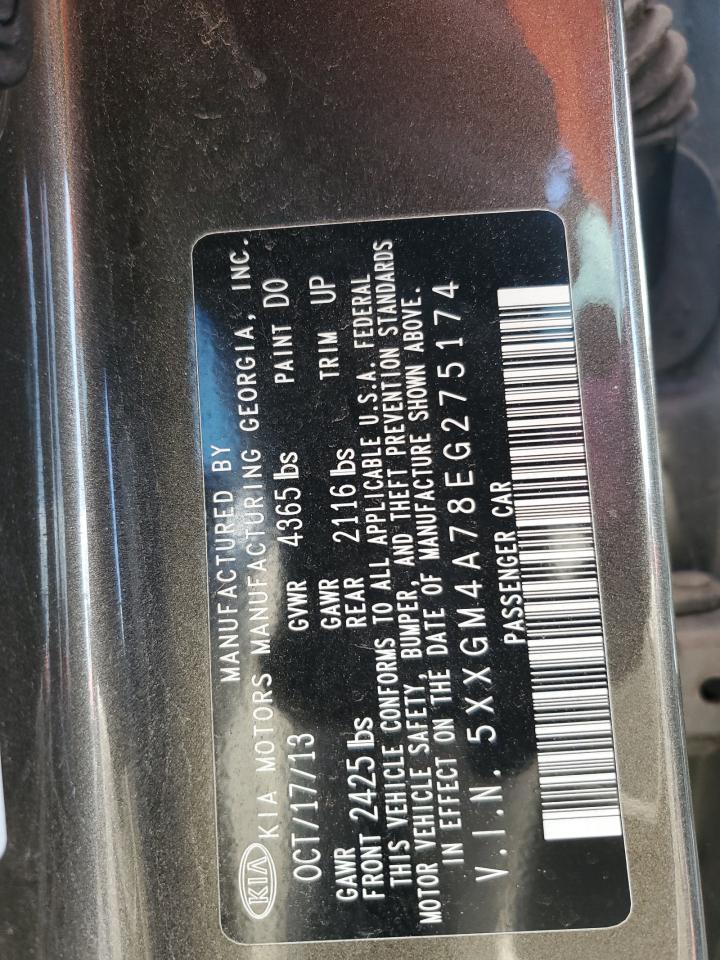 MANUFACTURED BY
KIA KIA MOTORS MANUFACTURING GEORGIA, INC.
OCT/17/13 GVWR 4365 lbs PAINT DO
GAWR FRONT 2425 lbs GAWR REAR 2116 lbs TRIM UP
THIS VEHICLE CONFORMS TO ALL APPLICABLE U.S.A. FEDERAL
MOTOR VEHICLE SAFETY, BUMPER, AND THEFT PREVENTION STANDARDS
IN EFFECT ON THE DATE OF MANUFACTURE SHOWN ABOVE.
V.I.N. 5XXGM4A78EG275174
PASSENGER CAR